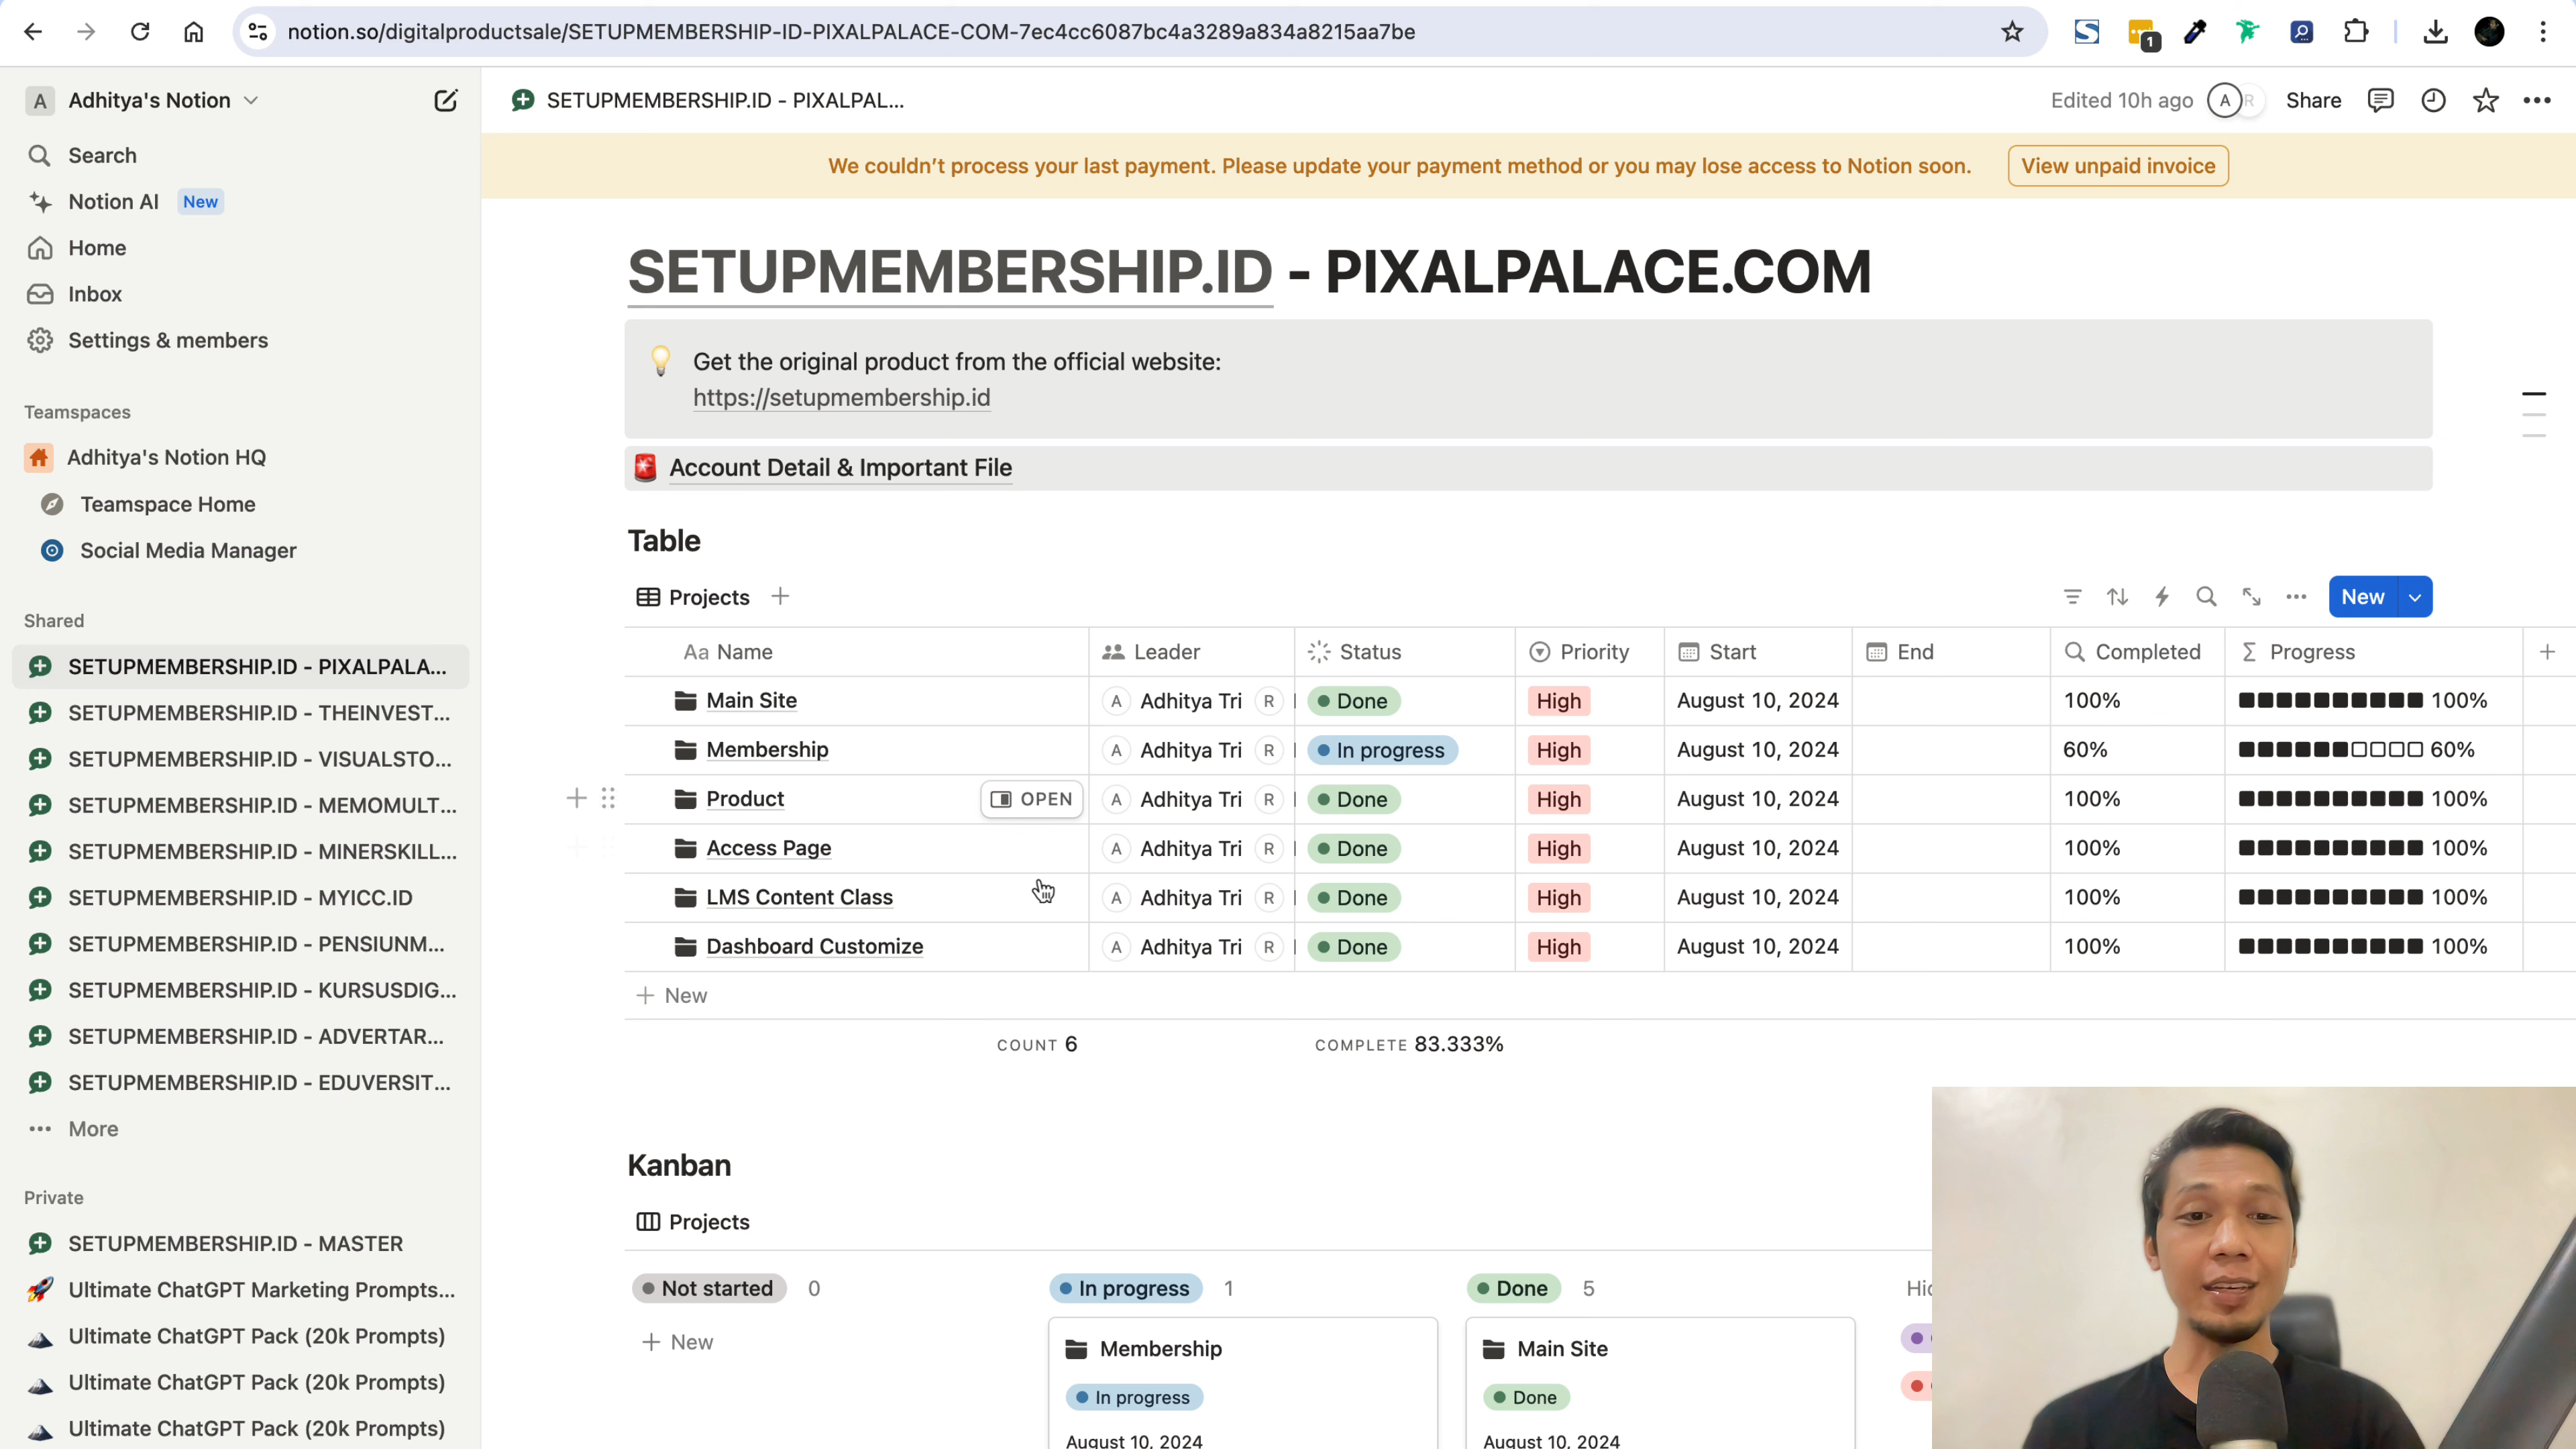 notion.so/digitalproductsale/SETUPMEMBERSHIP-ID-PIXALPALACE-COM-7ec4cc6087bc4a3289a834a8215aa7be
1
A Adhitya's Notion
SETUPMEMBERSHIP.ID - PIXALPAL...
Edited 10h ago A R Share
We couldn't process your last payment. Please update your payment method or you may lose access to Notion soon. View unpaid invoice
Search
Notion AI New
Home
Inbox
Settings & members
Teamspaces
Adhitya's Notion HQ
Teamspace Home
Social Media Manager
Shared
SETUPMEMBERSHIP.ID - PIXALPALA...
SETUPMEMBERSHIP.ID - THEINVEST...
SETUPMEMBERSHIP.ID - VISUALSTO...
SETUPMEMBERSHIP.ID - MEMOMULT...
SETUPMEMBERSHIP.ID - MINERSKILL...
SETUPMEMBERSHIP.ID - MYICC.ID
SETUPMEMBERSHIP.ID - PENSIUNM...
SETUPMEMBERSHIP.ID - KURSUSDIG...
SETUPMEMBERSHIP.ID - ADVERTAR...
SETUPMEMBERSHIP.ID - EDUVERSIT...
More
Private
SETUPMEMBERSHIP.ID - MASTER
Ultimate ChatGPT Marketing Prompts...
Ultimate ChatGPT Pack (20k Prompts)
Ultimate ChatGPT Pack (20k Prompts)
Ultimate ChatGPT Pack (20k Prompts)
SETUPMEMBERSHIP.ID - PIXALPALACE.COM
Get the original product from the official website:
https://setupmembership.id
Account Detail & Important File
Table
Projects
New
Aa Name Leader Status Priority Start End Completed Σ Progress
Main Site A Adhitya Tri R Done High August 10, 2024 100% 100%
Membership A Adhitya Tri R In progress High August 10, 2024 60% 60%
Product OPEN A Adhitya Tri R Done High August 10, 2024 100% 100%
Access Page A Adhitya Tri R Done High August 10, 2024 100% 100%
LMS Content Class A Adhitya Tri R Done High August 10, 2024 100% 100%
Dashboard Customize A Adhitya Tri R Done High August 10, 2024 100% 100%
+ New
COUNT 6 COMPLETE 83.333%
Kanban
Projects
Not started 0 In progress 1 Done 5
+ New
Membership
In progress
August 10, 2024
Main Site
Done
August 10, 2024